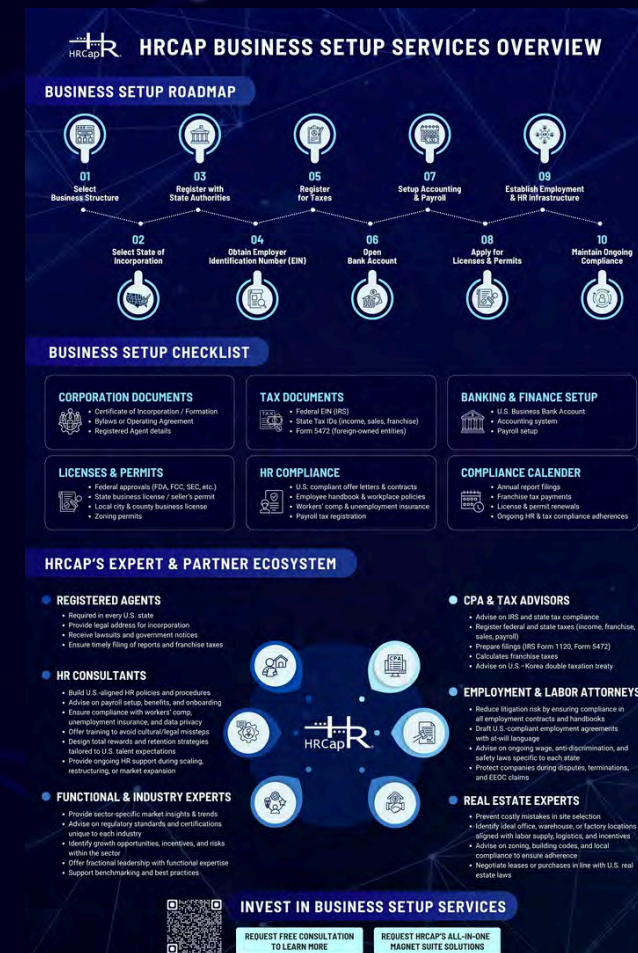 HRCap HR HRCAP BUSINESS SETUP SERVICES OVERVIEW
BUSINESS SETUP ROADMAP
01
Select
Business Structure
02
Select State of
Incorporation
03
Register with
State Authorities
04
Obtain Employer
Identification Number (EIN)
05
Register
for Taxes
06
Open
Bank Account
07
Setup Accounting
& Payroll
08
Apply for
Licenses & Permits
09
Establish Employment
& HR Infrastructure
10
Maintain Ongoing
Compliance
BUSINESS SETUP CHECKLIST
CORPORATION DOCUMENTS
• Certificate of Incorporation / Formation
• Bylaws or Operating Agreement
• Registered Agent details
TAX DOCUMENTS
TAX
• Federal EIN (IRS)
• State Tax IDs (income, sales, franchise)
• Form 5472 (foreign-owned entities)
BANKING & FINANCE SETUP
• U.S. Business Bank Account
• Accounting system
• Payroll setup
LICENSES & PERMITS
• Federal approvals (FDA, FCC, SEC, etc.)
• State business license / seller's permit
• Local city & county business license
• Zoning permits
HR COMPLIANCE
• U.S. compliant offer letters & contracts
• Employee handbook & workplace policies
• Workers' comp & unemployment insurance
• Payroll tax registration
COMPLIANCE CALENDER
• Annual report filings
• Franchise tax payments
• License & permit renewals
• Ongoing HR & tax compliance adherences
HRCAP'S EXPERT & PARTNER ECOSYSTEM
REGISTERED AGENTS
• Required in every U.S. state
• Provide legal address for incorporation
• Receive lawsuits and government notices
• Ensure timely filing of reports and franchise taxes
HR CONSULTANTS
• Build U.S.-aligned HR policies and procedures
• Advise on payroll setup, benefits, and onboarding
• Ensure compliance with workers' comp,
unemployment insurance, and data privacy
• Offer training to avoid cultural/legal missteps
• Design total rewards and retention strategies
tailored to U.S. talent expectations
• Provide ongoing HR support during scaling,
restructuring, or market expansion
FUNCTIONAL & INDUSTRY EXPERTS
• Provide sector-specific market insights & trends
• Advise on regulatory standards and certifications
unique to each industry
• Identify growth opportunities, incentives, and risks
within the sector
• Offer fractional leadership with functional expertise
• Support benchmarking and best practices
CPA
HRCap HR
CPA & TAX ADVISORS
• Advise on IRS and state tax compliance
• Register federal and state taxes (income, franchise,
sales, payroll)
• Prepare filings (IRS Form 1120, Form 5472)
• Calculates franchise taxes
• Advise on U.S.-Korea double taxation treaty
EMPLOYMENT & LABOR ATTORNEYS
• Reduce litigation risk by ensuring compliance in
all employment contracts and handbooks
• Draft U.S.-compliant employment agreements
with at-will language
• Advise on ongoing wage, anti-discrimination, and
safety laws specific to each state
• Protect companies during disputes, terminations,
and EEOC claims
REAL ESTATE EXPERTS
• Prevent costly mistakes in site selection
• Identify ideal office, warehouse, or factory locations
aligned with labor supply, logistics, and incentives
• Advise on zoning, building codes, and local
compliance to ensure adherence
• Negotiate leases or purchases in line with U.S. real
estate laws
INVEST IN BUSINESS SETUP SERVICES
REQUEST FREE CONSULTATION
TO LEARN MORE
REQUEST HRCAP'S ALL-IN-ONE
MAGNET SUITE SOLUTIONS